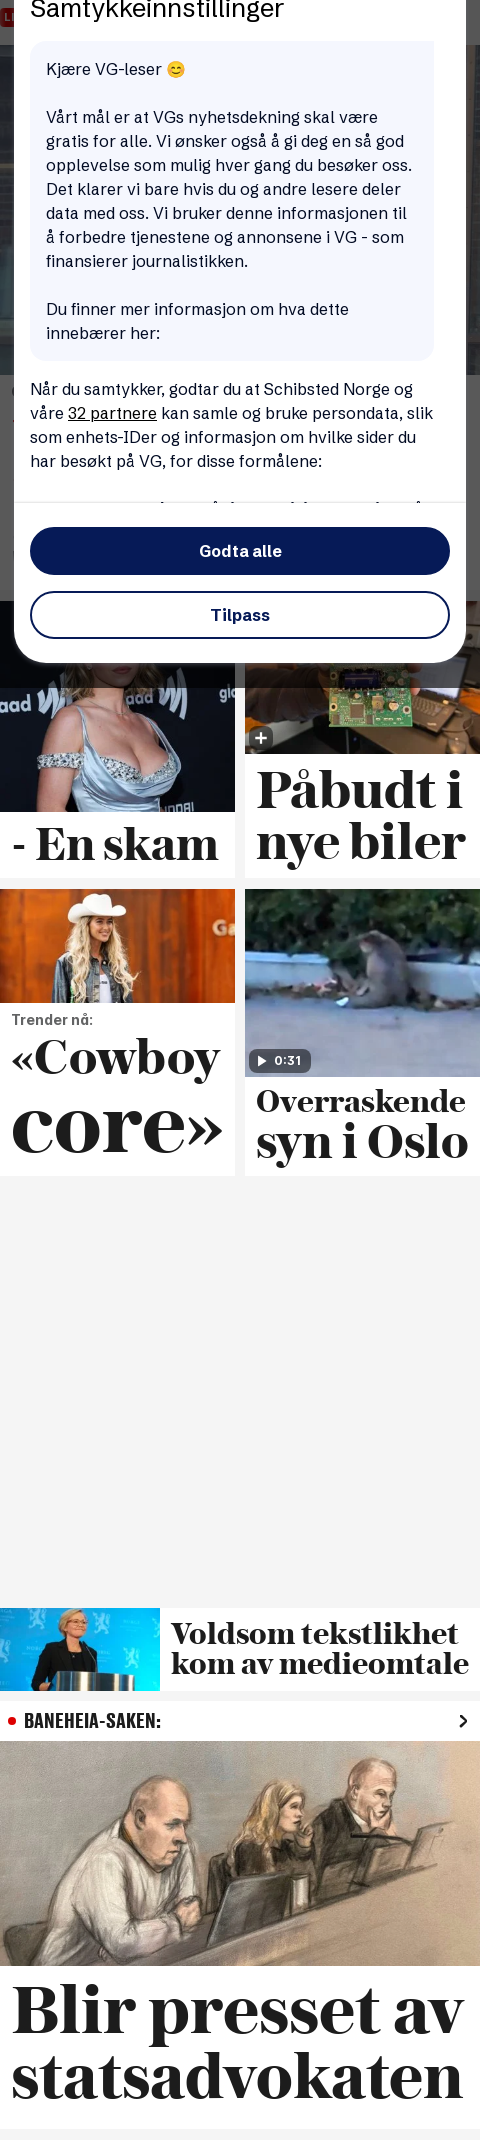 Samtykkeinnstillinger
Kjære VG-leser 😊
Vårt mål er at VGs nyhetsdekning skal være
gratis for alle. Vi ønsker også å gi deg en så god
opplevelse som mulig hver gang du besøker oss.
Det klarer vi bare hvis du og andre lesere deler
data med oss. Vi bruker denne informasjonen til
å forbedre tjenestene og annonsene i VG - som
finansierer journalistikken.
Du finner mer informasjon om hva dette
innebærer her:
Når du samtykker, godtar du at Schibsted Norge og
våre 32 partnere kan samle og bruke persondata, slik
som enhets-IDer og informasjon om hvilke sider du
har besøkt på VG, for disse formålene:
Godta alle
Tilpass
- En skam
Påbudt i
nye biler
Trender nå:
«Cowboy
core»
0:31
Overraskende
syn i Oslo
Voldsom tekstlikhet
kom av medieomtale
BANEHEIA-SAKEN:
Blir presset av
statsadvokaten